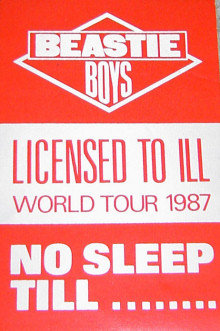 BEASTIE
BOYS
LICENSED TO ILL
WORLD TOUR 1987
NO SLEEP
TILL........